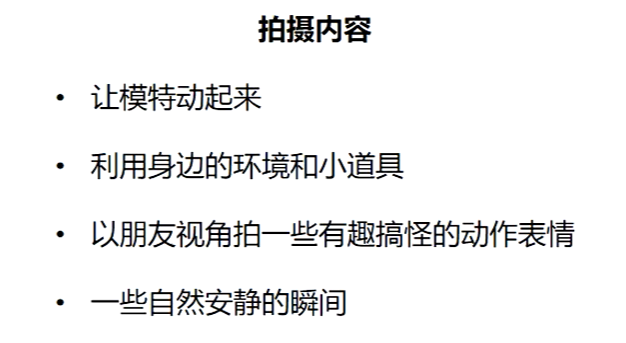 拍摄内容
• 让模特动起来
• 利用身边的环境和小道具
• 以朋友视角拍一些有趣搞怪的动作表情
• 一些自然安静的瞬间